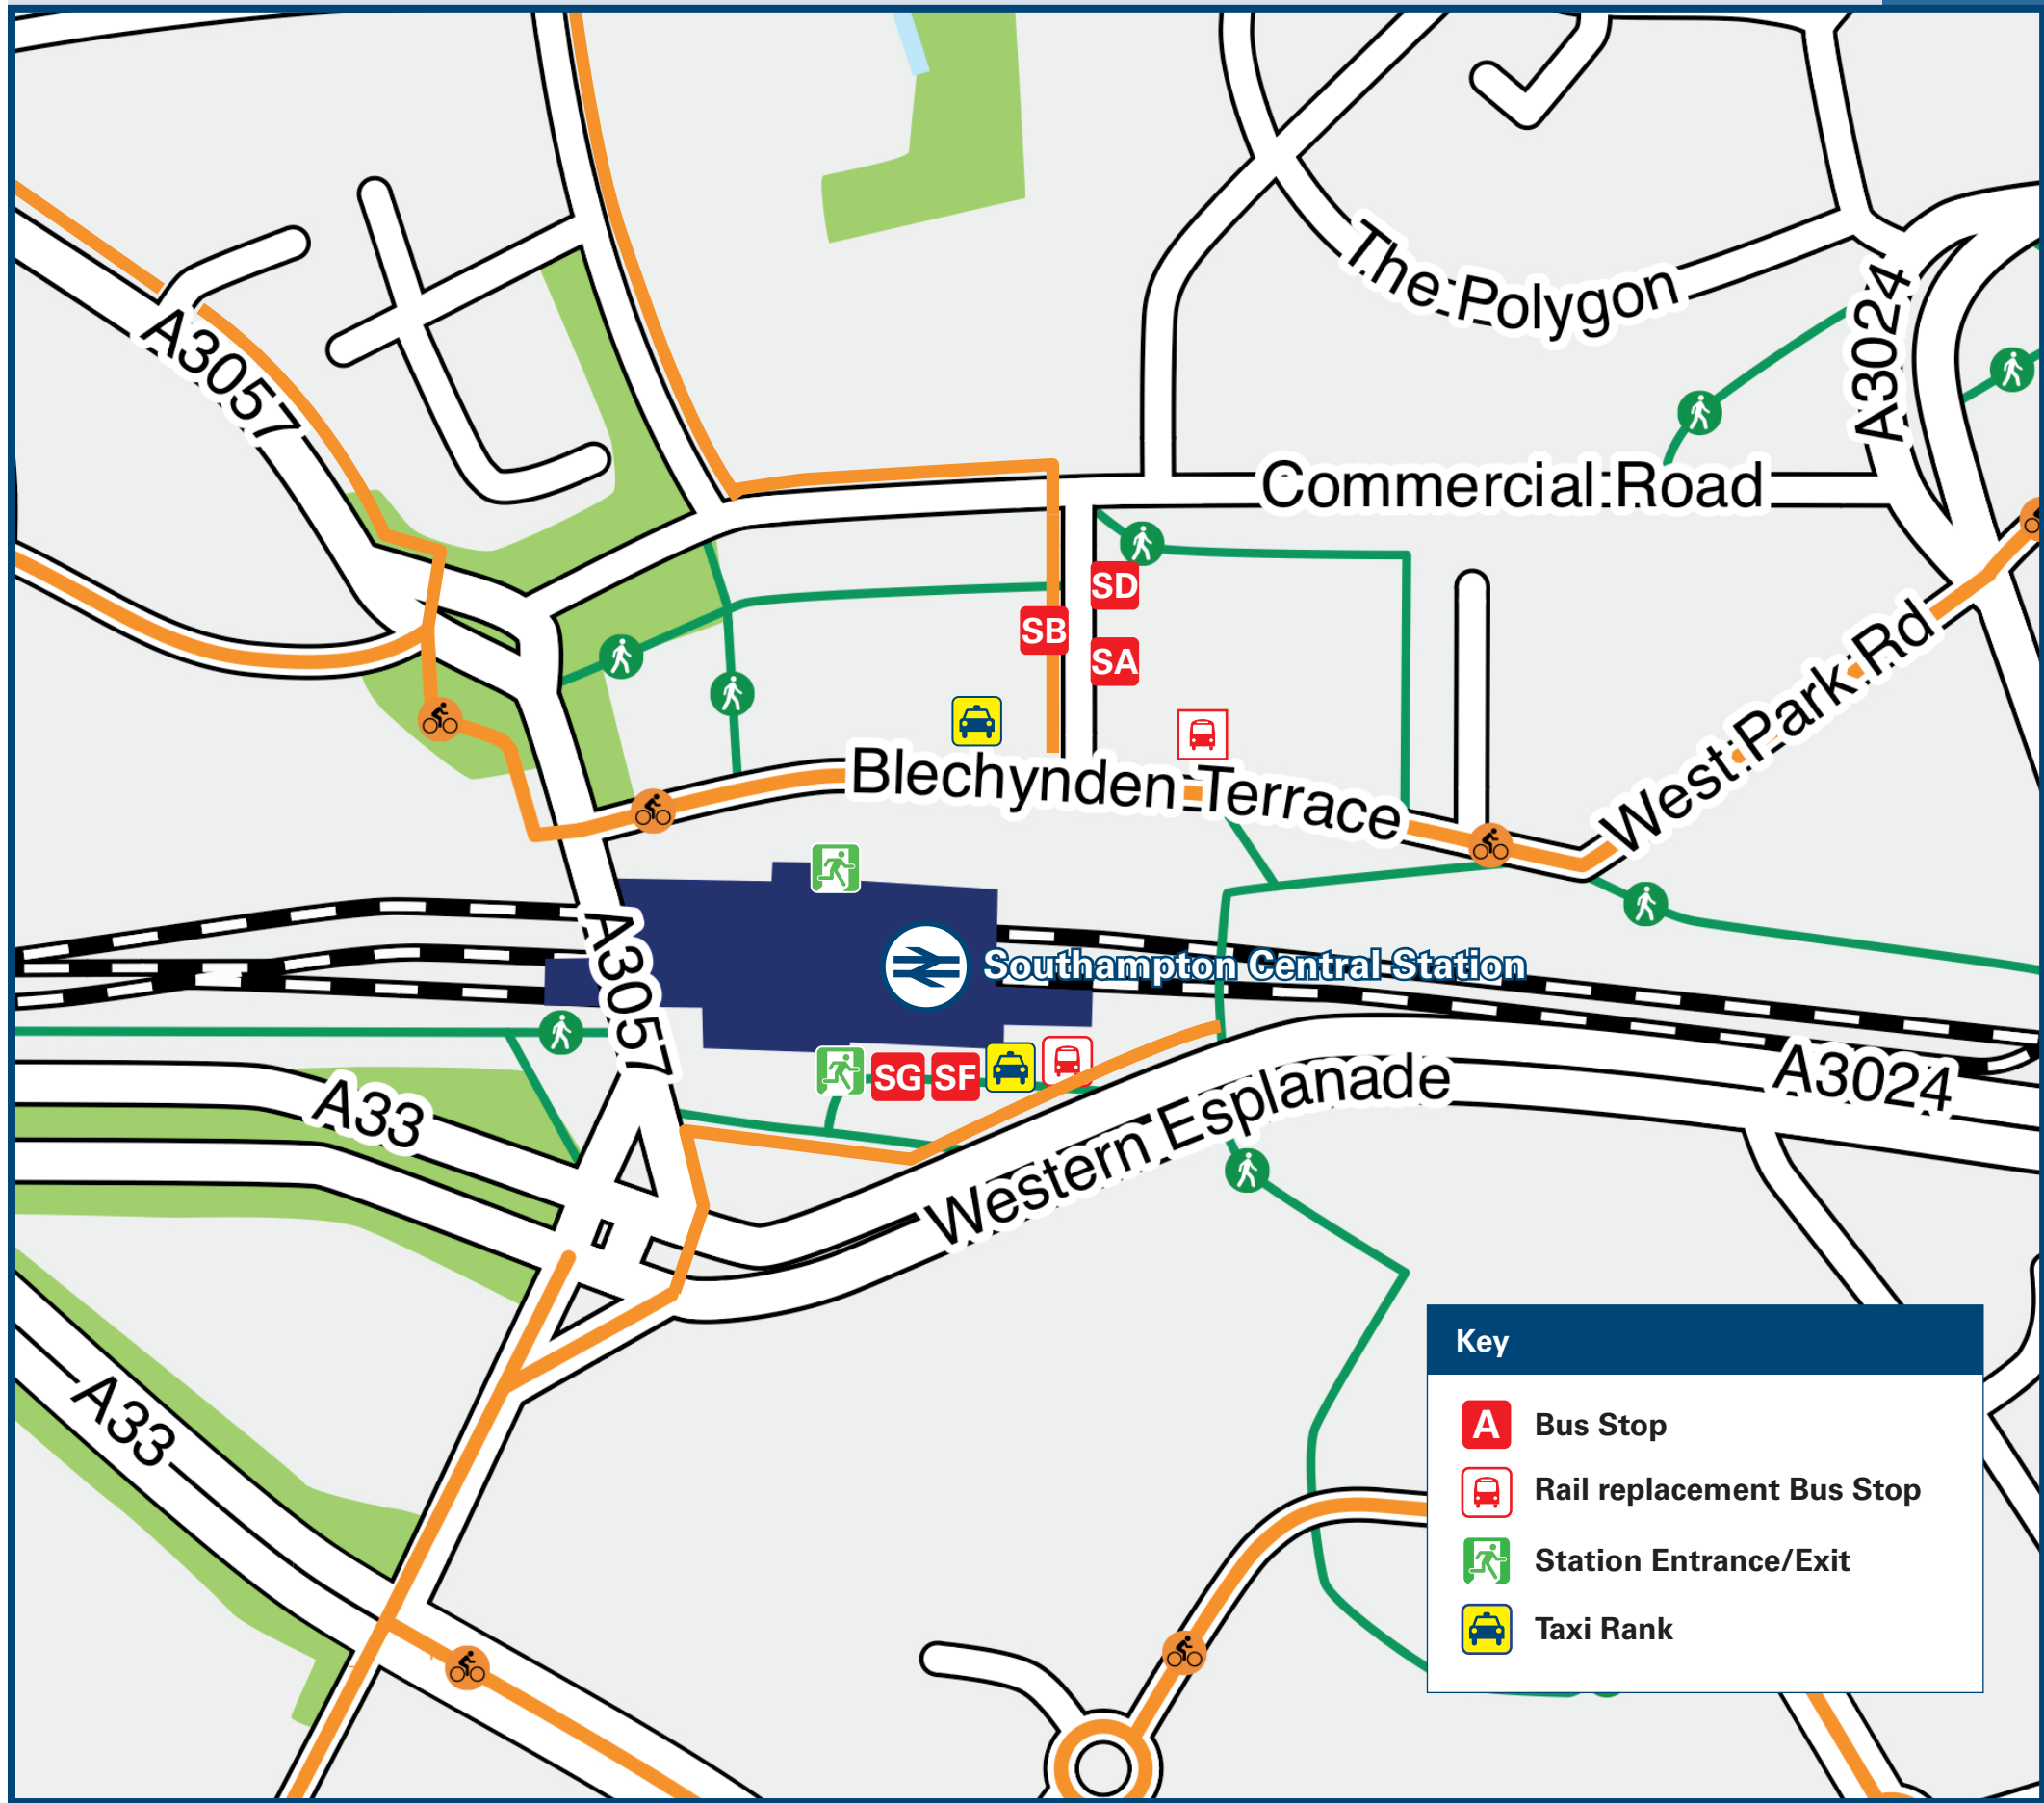 The Polygon
A3024
A3057
Commercial Road
SD
SB
SA
West Park Rd
Blechynden Terrace
A3057
Southampton Central Station
SG
SF
A33
Western Esplanade
A3024
A33
Key
A Bus Stop
Rail replacement Bus Stop
Station Entrance/Exit
Taxi Rank